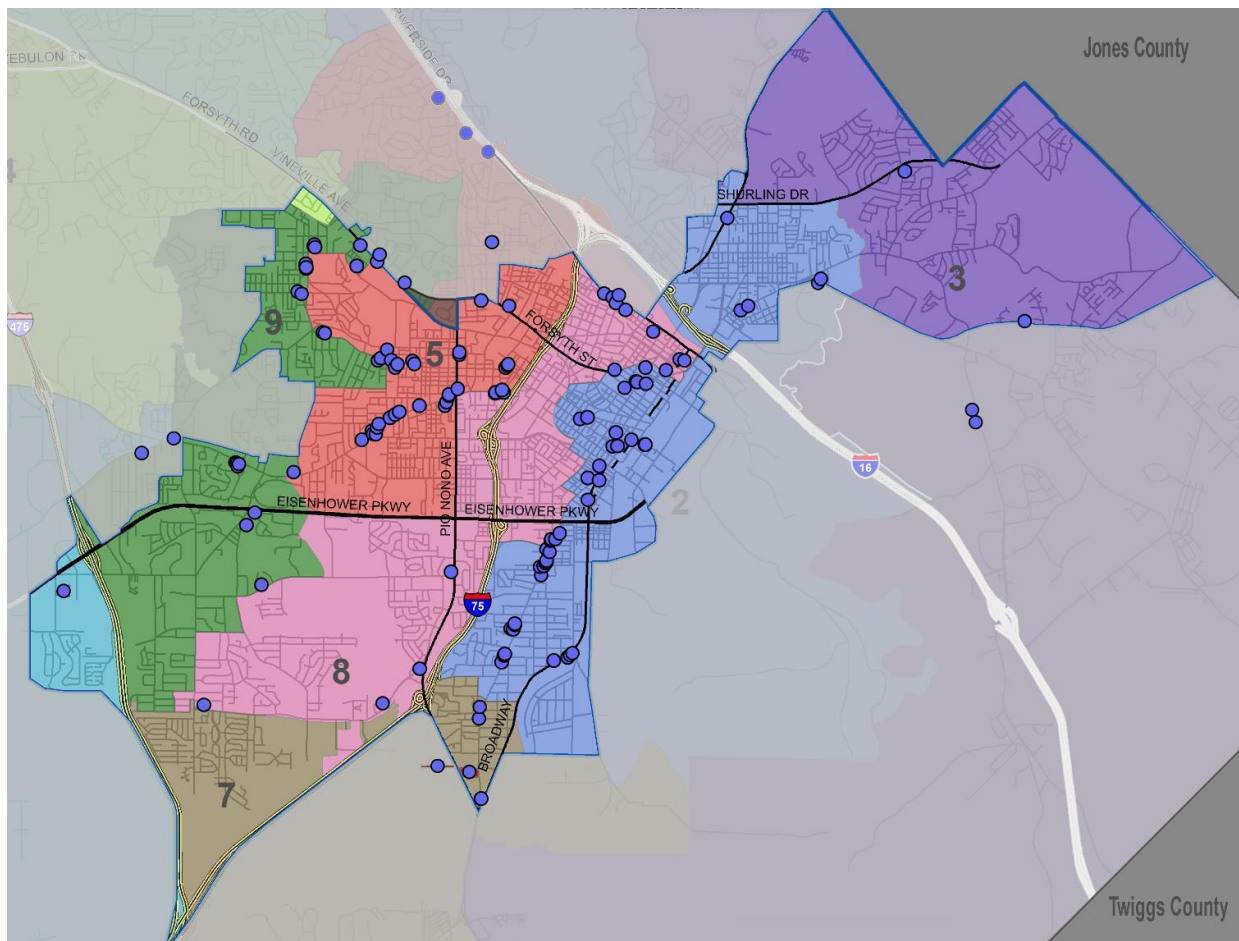 RIVERSIDE DR
Jones County
ZEBULON RD
FORSYTH RD
VINEVILLE AVE
4
SHURLING DR
3
475
9
5
FORSYTH ST
PIO NONO AVE
16
EISENHOWER PKWY
EISENHOWER PKWY
2
75
8
BROADWAY
7
Twiggs County